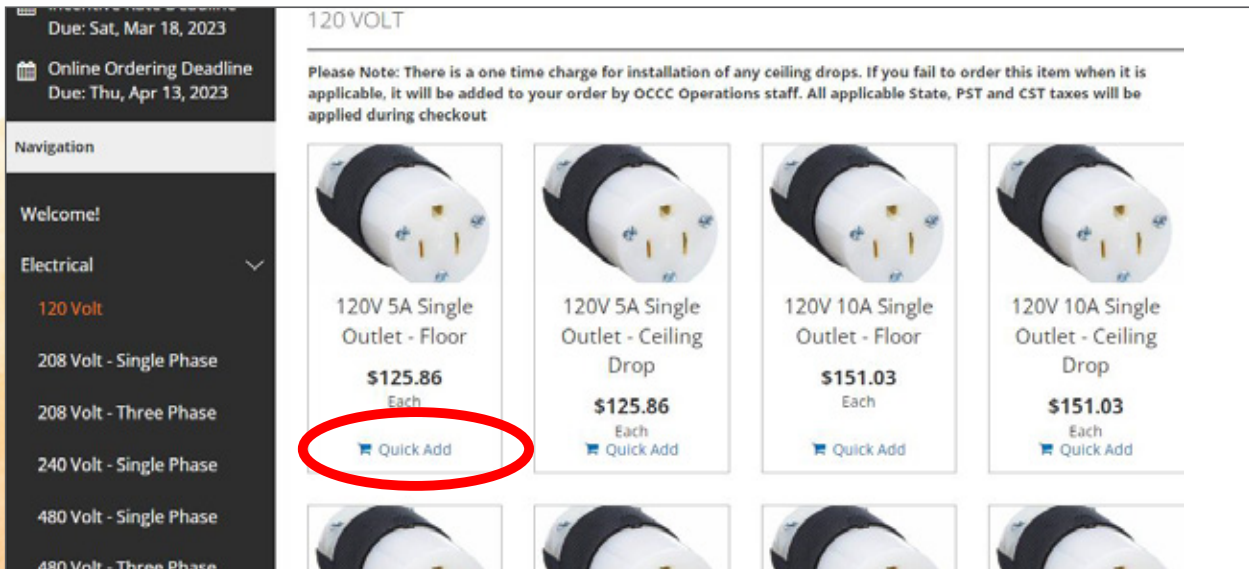 Incentive Rate Deadline
Due: Sat, Mar 18, 2023
Online Ordering Deadline
Due: Thu, Apr 13, 2023
Navigation
Welcome!
Electrical
120 Volt
208 Volt - Single Phase
208 Volt - Three Phase
240 Volt - Single Phase
480 Volt - Single Phase
480 Volt - Three Phase
120 VOLT
Please Note: There is a one time charge for installation of any ceiling drops. If you fail to order this item when it is
applicable, it will be added to your order by OCCC Operations staff. All applicable State, PST and CST taxes will be
applied during checkout
120V 5A Single
Outlet - Floor
$125.86
Each
Quick Add
120V 5A Single
Outlet - Ceiling
Drop
$125.86
Each
Quick Add
120V 10A Single
Outlet - Floor
$151.03
Each
Quick Add
120V 10A Single
Outlet - Ceiling
Drop
$151.03
Each
Quick Add